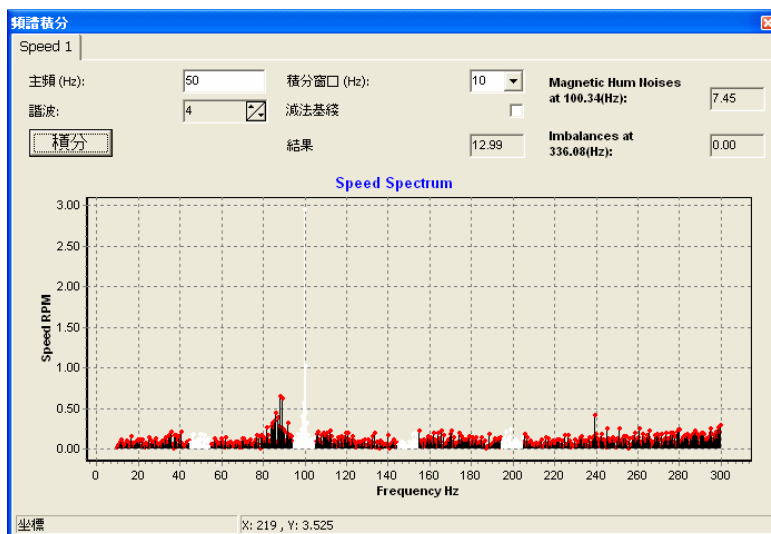 頻譜積分
Speed 1
主頻 (Hz): 50 積分窗口 (Hz): 10 Magnetic Hum Noises at 100.34(Hz): 7.45
諧波: 4 減法基綫
積分 結果 12.99 Imbalances at 336.08(Hz): 0.00
Speed Spectrum
3.00
2.50
2.00
1.50
1.00
0.50
0.00
Speed RPM
0 20 40 60 80 100 120 140 160 180 200 220 240 260 280 300
Frequency Hz
坐標 X: 219 , Y: 3.525